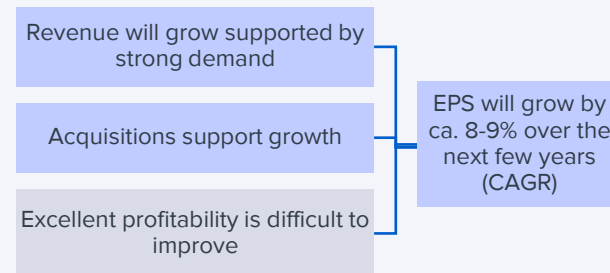 Revenue will grow supported by
strong demand
Acquisitions support growth
Excellent profitability is difficult to
improve
EPS will grow by
ca. 8-9% over the
next few years
(CAGR)